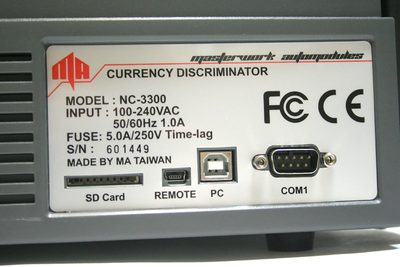 masterwork automodules
MA
CURRENCY DISCRIMINATOR
MODEL : NC-3300
INPUT : 100-240VAC
50/60Hz 1.0A
FUSE: 5.0A/250V Time-lag
S/N : 601449
MADE BY MA TAIWAN
FC CE
SD Card
REMOTE
PC
COM1